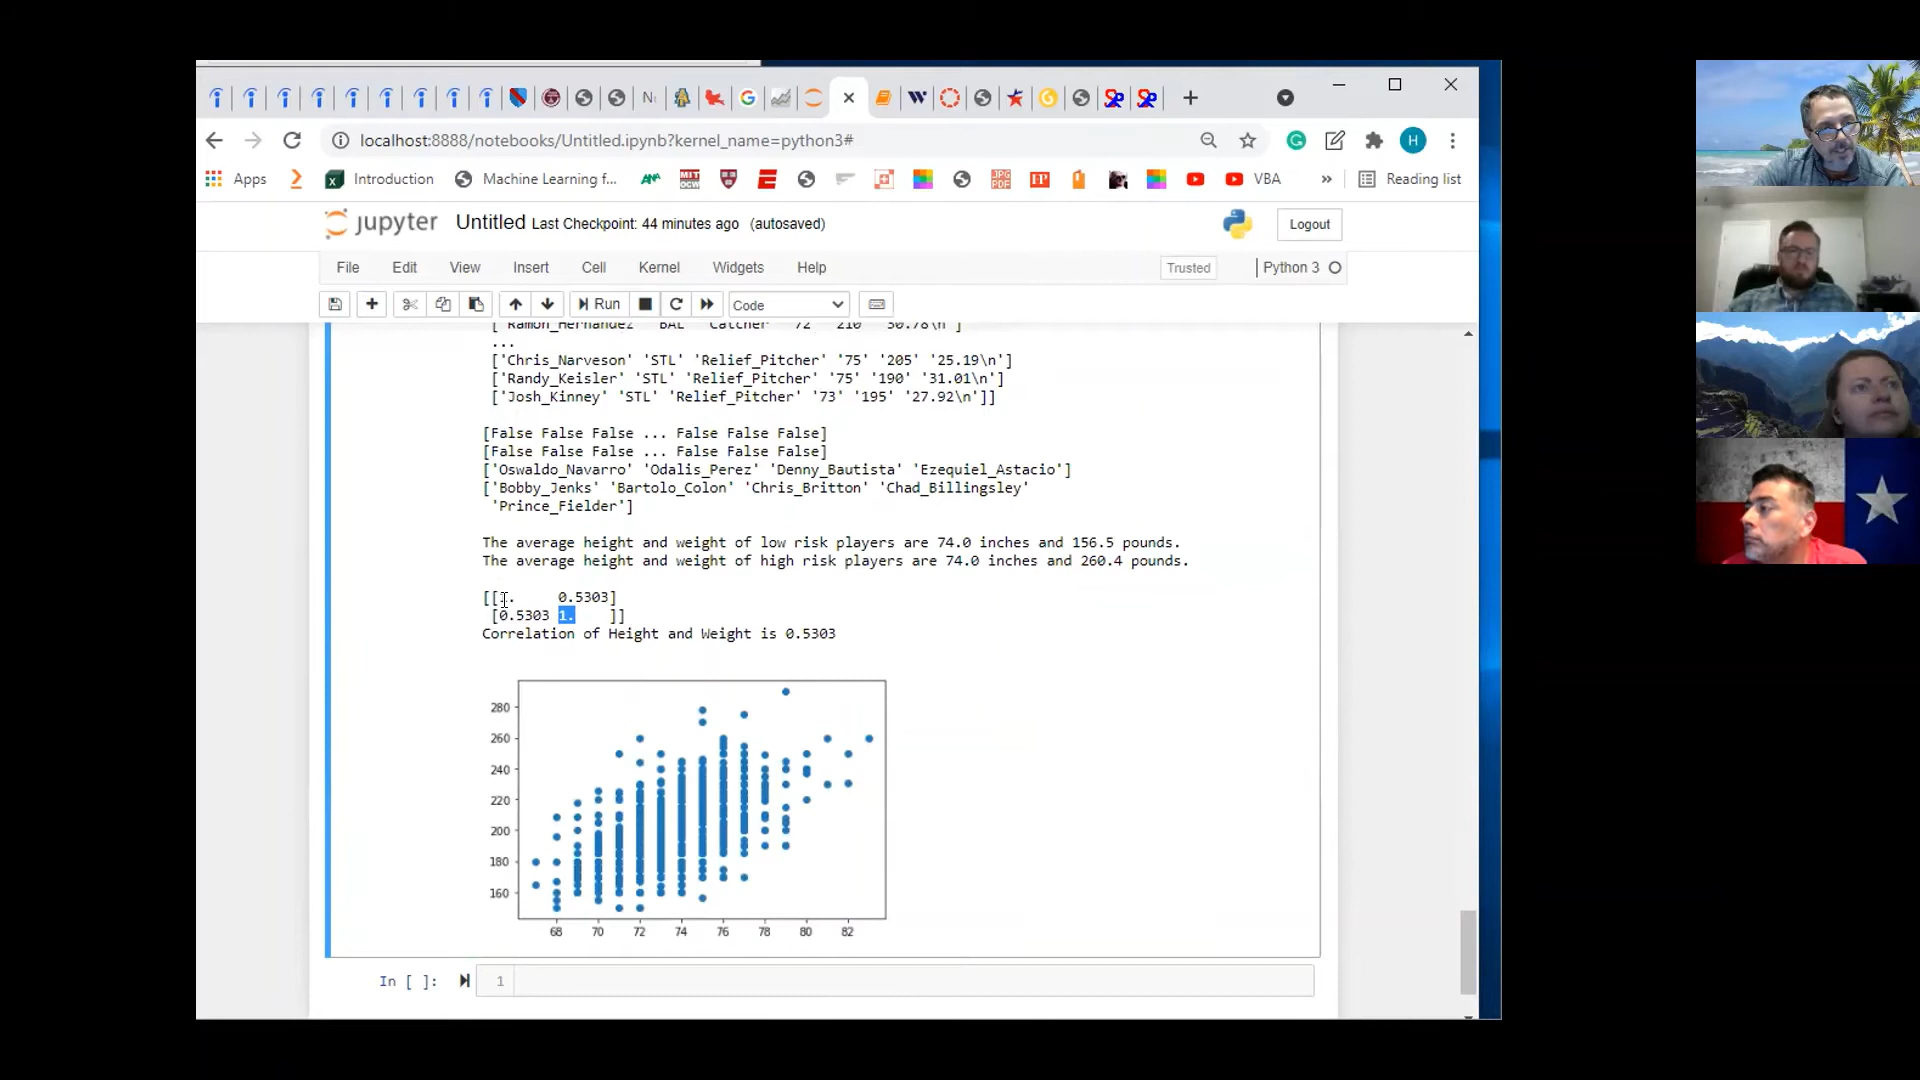 localhost:8888/notebooks/Untitled.ipynb?kernel_name=python3#
H
Apps Introduction Machine Learning f... VBA » Reading list
jupyter Untitled Last Checkpoint: 44 minutes ago (autosaved) Logout
File Edit View Insert Cell Kernel Widgets Help Trusted Python 3
Run Code
['Ramon_Hernandez' 'BAL' 'Catcher' '72' '210' '30.78\n']
...
['Chris_Narveson' 'STL' 'Relief_Pitcher' '75' '205' '25.19\n']
['Randy_Keisler' 'STL' 'Relief_Pitcher' '75' '190' '31.01\n']
['Josh_Kinney' 'STL' 'Relief_Pitcher' '73' '195' '27.92\n']]
[False False False ... False False False]
[False False False ... False False False]
['Oswaldo_Navarro' 'Odalis_Perez' 'Denny_Bautista' 'Ezequiel_Astacio']
['Bobby_Jenks' 'Bartolo_Colon' 'Chris_Britton' 'Chad_Billingsley'
'Prince_Fielder']
The average height and weight of low risk players are 74.0 inches and 156.5 pounds.
The average height and weight of high risk players are 74.0 inches and 260.4 pounds.
[[1. 0.5303]
[0.5303 1. ]]
Correlation of Height and Weight is 0.5303
280
260
240
220
200
180
160
68 70 72 74 76 78 80 82
In [ ]: 1